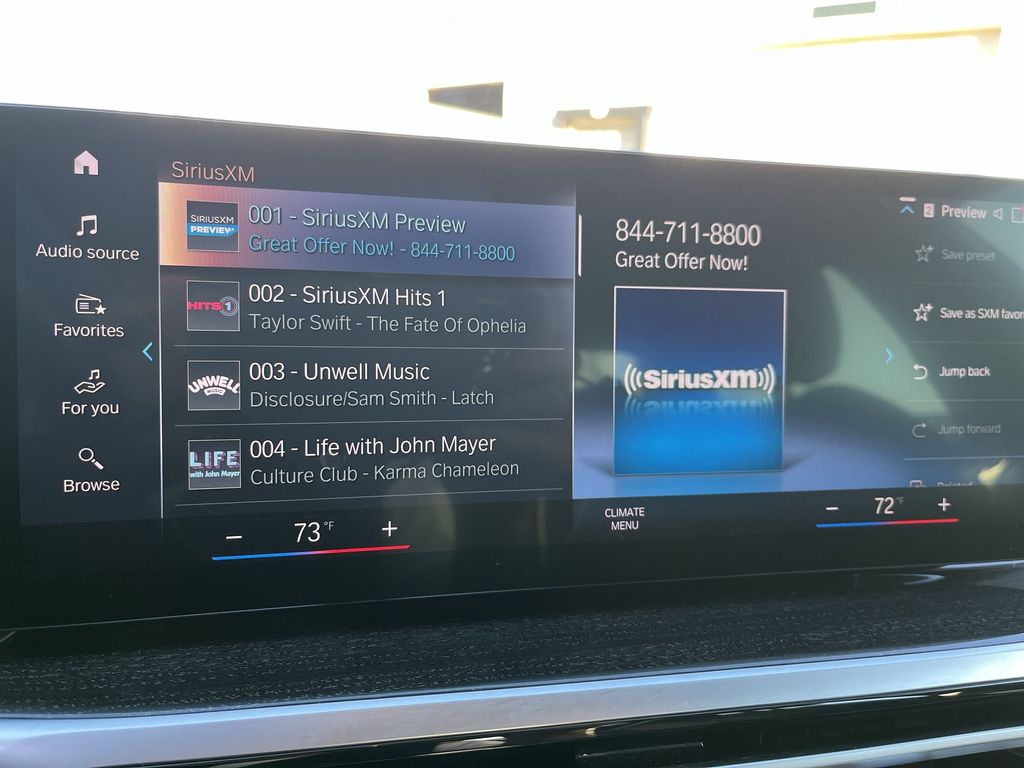 SiriusXM
Audio source
Favorites
For you
Browse
SIRIUSXM
PREVIEW
001 - SiriusXM Preview
Great Offer Now! - 844-711-8800
HITS 1
002 - SiriusXM Hits 1
Taylor Swift - The Fate Of Ophelia
UNWELL
MUSIC
003 - Unwell Music
Disclosure/Sam Smith - Latch
LIFE
with John Mayer
004 - Life with John Mayer
Culture Club - Karma Chameleon
844-711-8800
Great Offer Now!
((SiriusXM))
2 Preview
Save preset
Save as SXM favori
Jump back
Jump forward
− 73°F +
CLIMATE
MENU
− 72°F +